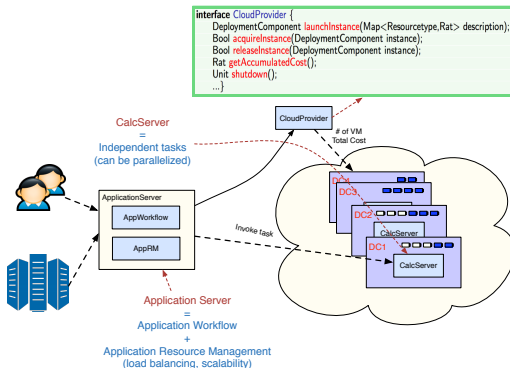 interface CloudProvider {
DeploymentComponent launchInstance(Map<Resourcetype,Rat> description);
Bool acquireInstance(DeploymentComponent instance);
Bool releaseInstance(DeploymentComponent instance);
Rat getAccumulatedCost();
Unit shutdown();
...}
CloudProvider
CalcServer
=
Independent tasks
(can be parallelized)
# of VM
Total Cost
ApplicationServer
AppWorkflow
AppRM
Invoke task
DC4
DC3
DC2
CalcServer
DC1
CalcServer
Application Server
=
Application Workflow
+
Application Resource Management
(load balancing, scalability)